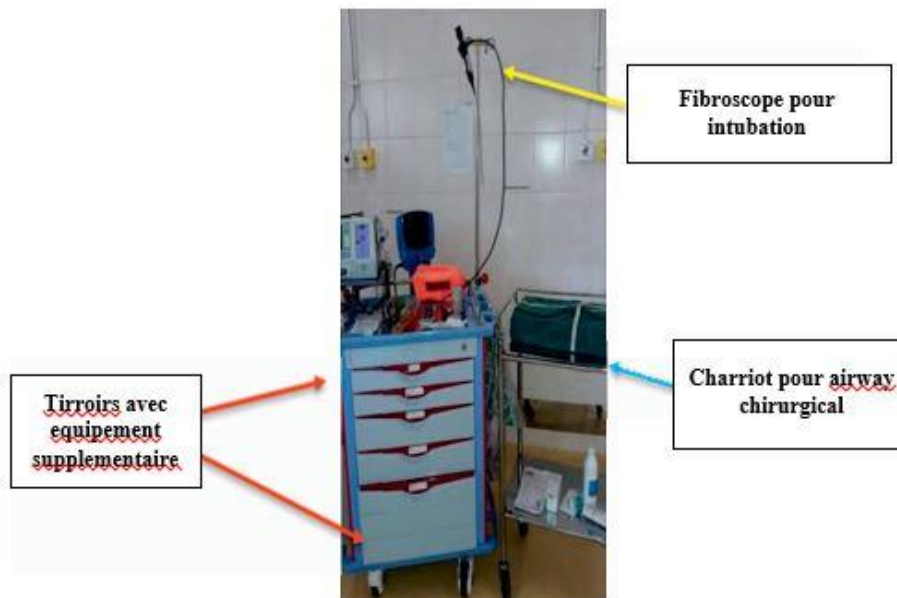 Fibroscope pour
intubation
Charriot pour airway
chirurgical
Tirroirs avec
equipement
supplementaire